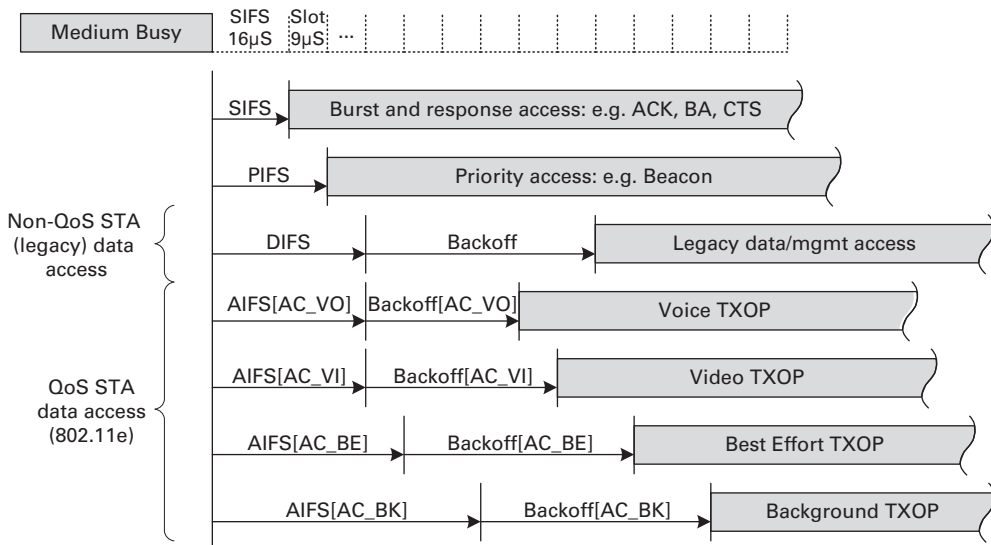 Medium Busy
SIFS
16μS
Slot
9μS
...
SIFS
Burst and response access: e.g. ACK, BA, CTS
PIFS
Priority access: e.g. Beacon
Non-QoS STA
(legacy) data
access
DIFS
Backoff
Legacy data/mgmt access
AIFS[AC_VO]
Backoff[AC_VO]
Voice TXOP
QoS STA
data access
(802.11e)
AIFS[AC_VI]
Backoff[AC_VI]
Video TXOP
AIFS[AC_BE]
Backoff[AC_BE]
Best Effort TXOP
AIFS[AC_BK]
Backoff[AC_BK]
Background TXOP